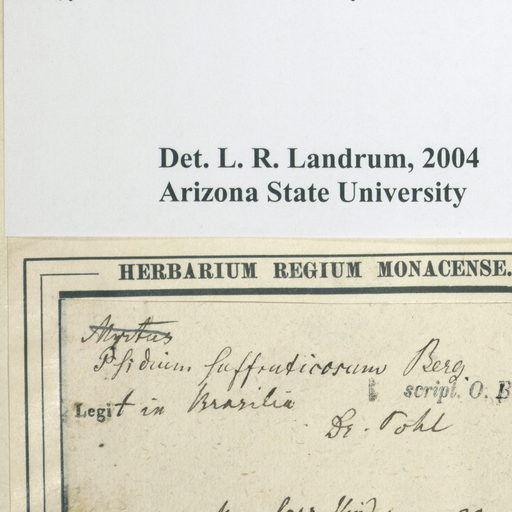 Det. L. R. Landrum, 2004
Arizona State University
HERBARIUM REGIUM MONACENSE.
Myrtus
Psidium suffruticosum Berg.
script. O. B
Legit in Brasilia
Dr. Pohl